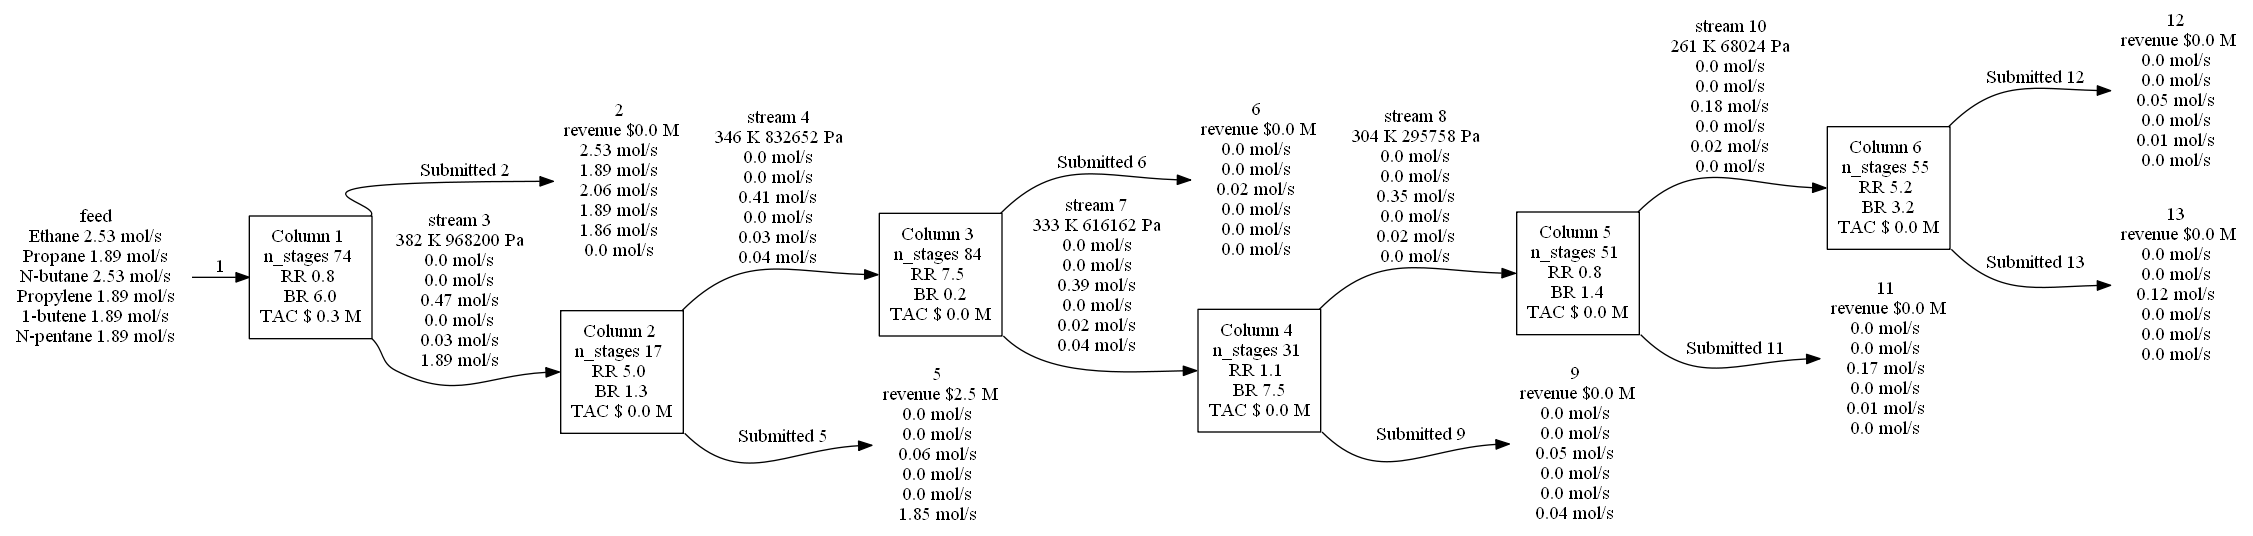 feed
Ethane 2.53 mol/s
Propane 1.89 mol/s
N-butane 2.53 mol/s
Propylene 1.89 mol/s
1-butene 1.89 mol/s
N-pentane 1.89 mol/s
1
Column 1
n_stages 74
RR 0.8
BR 6.0
TAC $ 0.3 M
Submitted 2
2
revenue $0.0 M
2.53 mol/s
1.89 mol/s
2.06 mol/s
1.89 mol/s
1.86 mol/s
0.0 mol/s
stream 3
382 K 968200 Pa
0.0 mol/s
0.0 mol/s
0.47 mol/s
0.0 mol/s
0.03 mol/s
1.89 mol/s
Column 2
n_stages 17
RR 5.0
BR 1.3
TAC $ 0.0 M
stream 4
346 K 832652 Pa
0.0 mol/s
0.0 mol/s
0.41 mol/s
0.0 mol/s
0.03 mol/s
0.04 mol/s
Submitted 5
5
revenue $2.5 M
0.0 mol/s
0.0 mol/s
0.06 mol/s
0.0 mol/s
0.0 mol/s
1.85 mol/s
Column 3
n_stages 84
RR 7.5
BR 0.2
TAC $ 0.0 M
Submitted 6
6
revenue $0.0 M
0.0 mol/s
0.0 mol/s
0.02 mol/s
0.0 mol/s
0.0 mol/s
0.0 mol/s
stream 7
333 K 616162 Pa
0.0 mol/s
0.0 mol/s
0.39 mol/s
0.0 mol/s
0.02 mol/s
0.04 mol/s
Column 4
n_stages 31
RR 1.1
BR 7.5
TAC $ 0.0 M
stream 8
304 K 295758 Pa
0.0 mol/s
0.0 mol/s
0.35 mol/s
0.0 mol/s
0.02 mol/s
0.0 mol/s
Submitted 9
9
revenue $0.0 M
0.0 mol/s
0.0 mol/s
0.05 mol/s
0.0 mol/s
0.0 mol/s
0.04 mol/s
Column 5
n_stages 51
RR 0.8
BR 1.4
TAC $ 0.0 M
stream 10
261 K 68024 Pa
0.0 mol/s
0.0 mol/s
0.18 mol/s
0.0 mol/s
0.02 mol/s
0.0 mol/s
Submitted 11
11
revenue $0.0 M
0.0 mol/s
0.0 mol/s
0.17 mol/s
0.0 mol/s
0.01 mol/s
0.0 mol/s
Column 6
n_stages 55
RR 5.2
BR 3.2
TAC $ 0.0 M
Submitted 12
12
revenue $0.0 M
0.0 mol/s
0.0 mol/s
0.05 mol/s
0.0 mol/s
0.01 mol/s
0.0 mol/s
Submitted 13
13
revenue $0.0 M
0.0 mol/s
0.0 mol/s
0.12 mol/s
0.0 mol/s
0.0 mol/s
0.0 mol/s